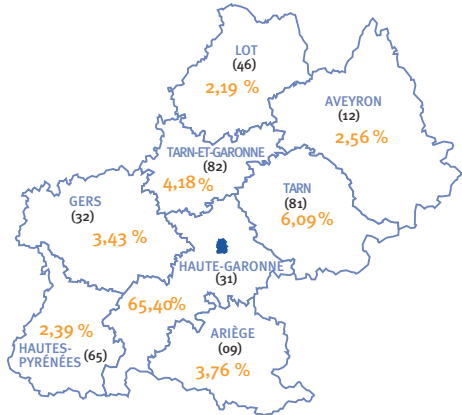 LOT
(46)
2,19 %
AVEYRON
(12)
2,56 %
TARN-ET-GARONNE
(82)
4,18 %
TARN
(81)
6,09 %
GERS
(32)
3,43 %
HAUTE-GARONNE
(31)
65,40%
2,39 %
HAUTES-
PYRÉNÉES (65)
ARIÈGE
(09)
3,76 %